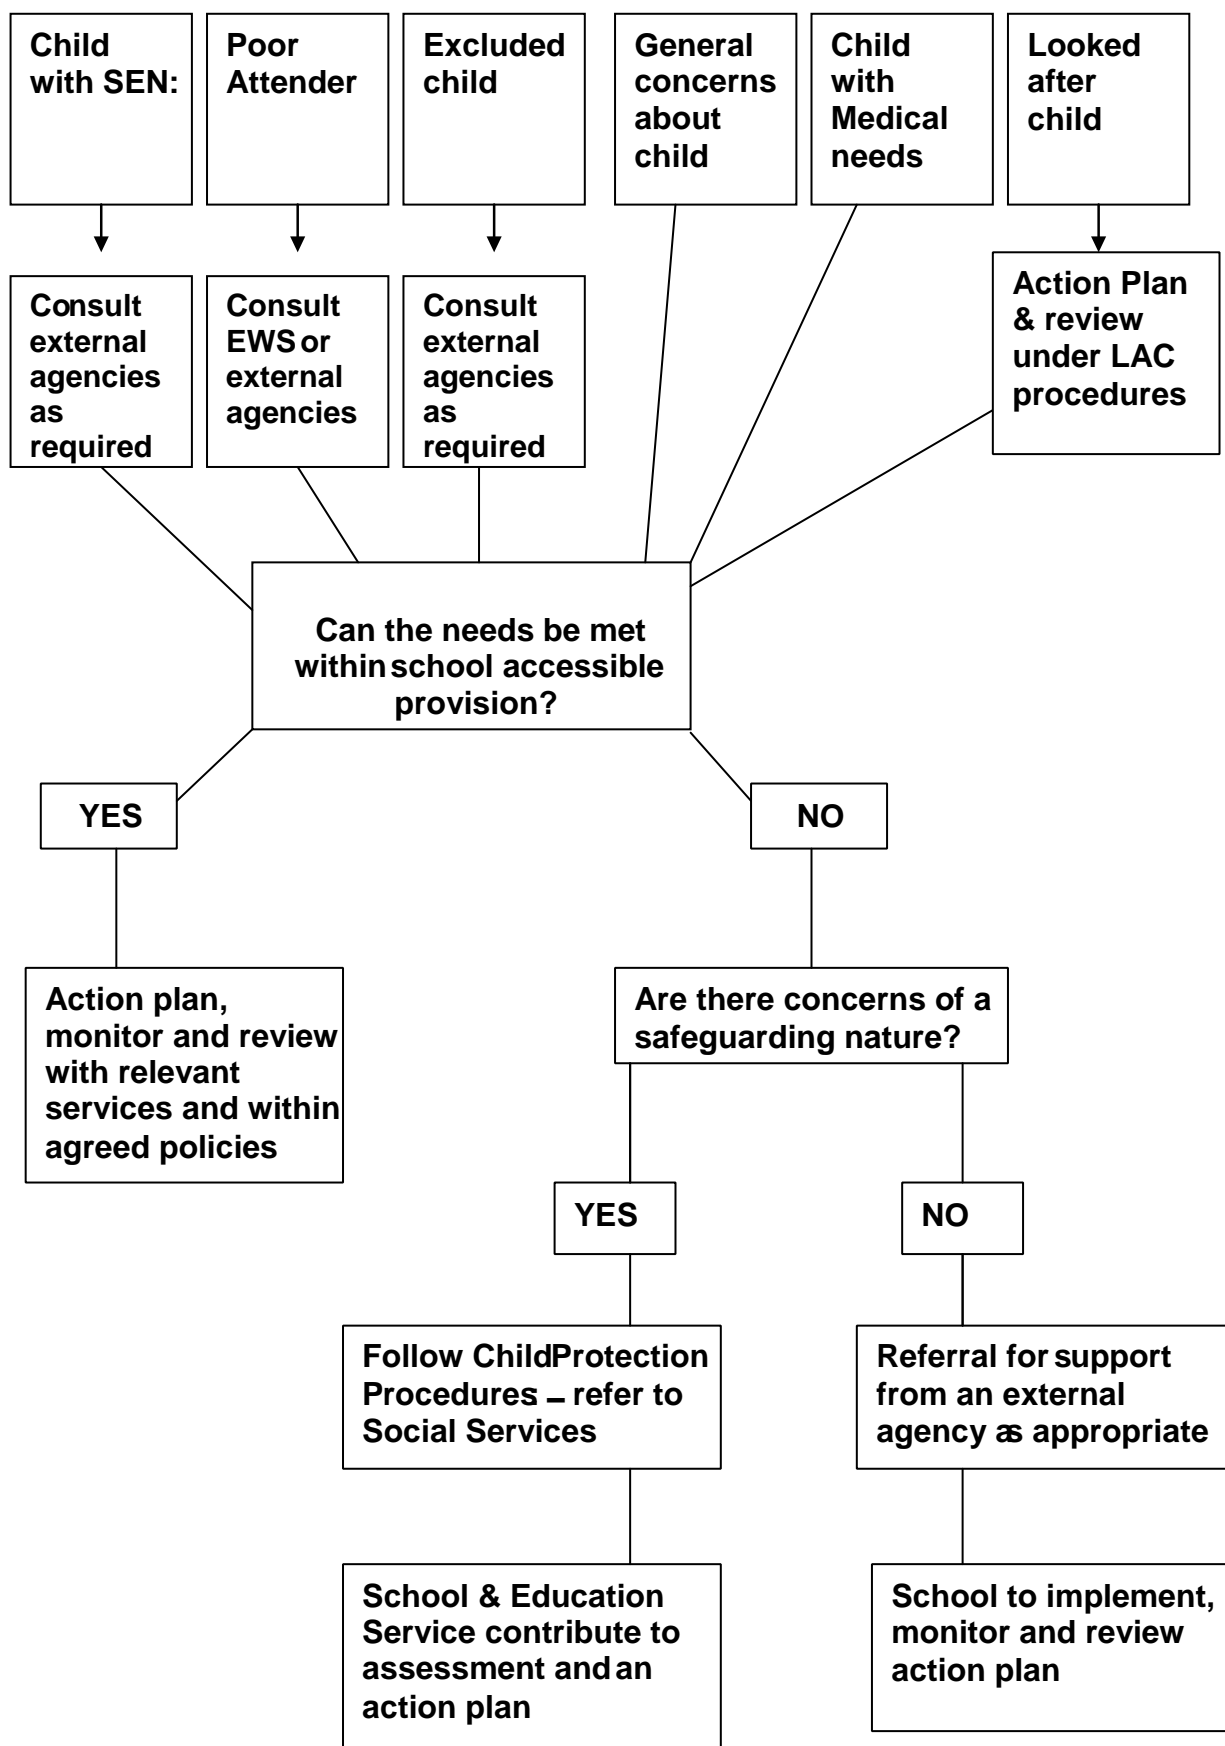 Child
with SEN:
Poor
Attender
Excluded
child
General
concerns
about
child
Child
with
Medical
needs
Looked
after
child
Consult
external
agencies
as
required
Consult
EWS or
external
agencies
Consult
external
agencies
as
required
Action Plan
& review
under LAC
procedures
Can the needs be met
within school accessible
provision?
YES
NO
Action plan,
monitor and review
with relevant
services and within
agreed policies
Are there concerns of a
safeguarding nature?
YES
NO
Follow Child Protection
Procedures: – refer to
Social Services
Referral for support
from an external
agency as appropriate
School & Education
Service contribute to
assessment and an
action plan
School to implement,
monitor and review
action plan